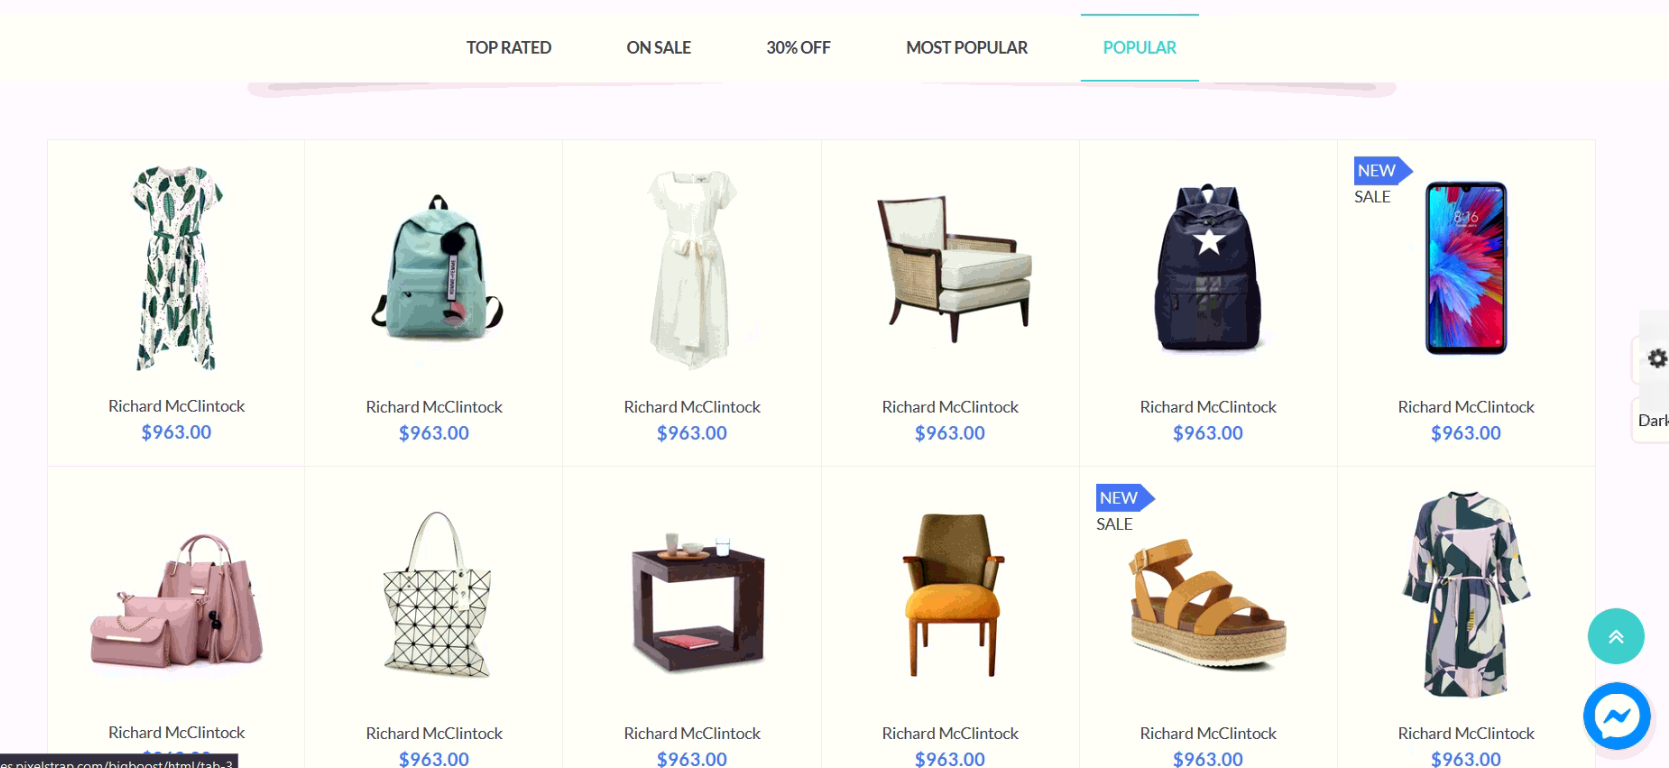 TOP RATED
ON SALE
30% OFF
MOST POPULAR
POPULAR
NEW
SALE
8:16
Richard McClintock
$963.00
Richard McClintock
$963.00
Richard McClintock
$963.00
Richard McClintock
$963.00
Richard McClintock
$963.00
Richard McClintock
$963.00
Dark
NEW
SALE
Richard McClintock
Richard McClintock
$963.00
Richard McClintock
$963.00
Richard McClintock
$963.00
Richard McClintock
$963.00
Richard McClintock
$963.00
es.pixelstrap.com/bigboost/html/tab-3